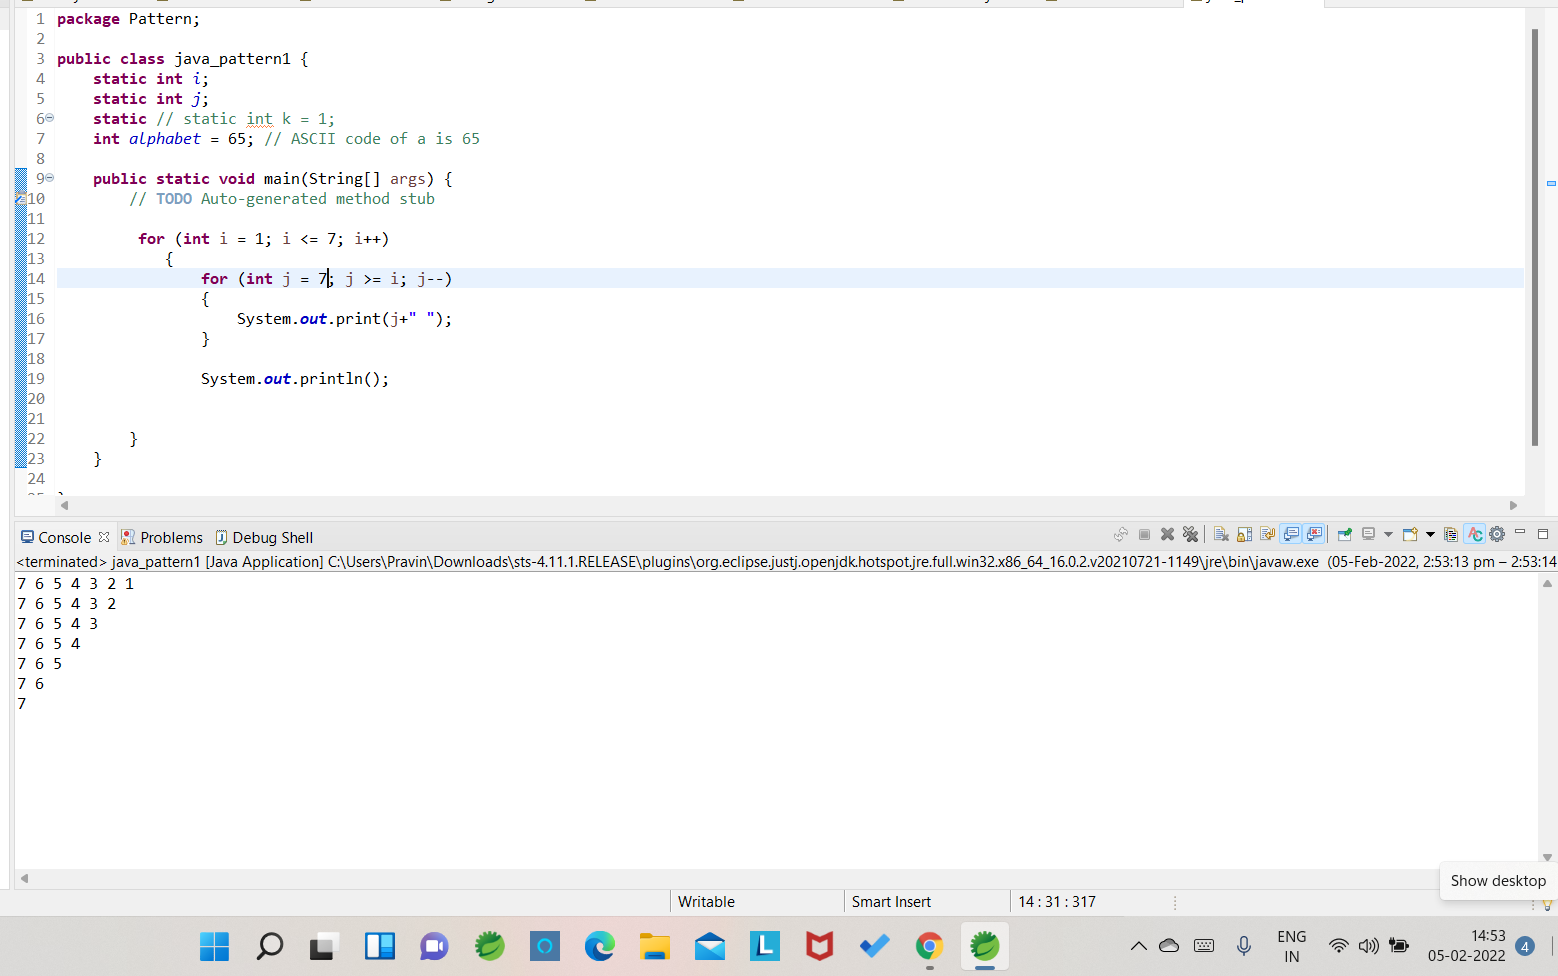 1 package Pattern;
2
3 public class java_pattern1 {
4 static int i;
5 static int j;
6 static // static int k = 1;
7 int alphabet = 65; // ASCII code of a is 65
8
9 public static void main(String[] args) {
10 // TODO Auto-generated method stub
11
12 for (int i = 1; i <= 7; i++)
13 {
14 for (int j = 7; j >= i; j--)
15 {
16 System.out.print(j+" ");
17 }
18
19 System.out.println();
20
21
22 }
23 }
24
Console Problems Debug Shell
<terminated> java_pattern1 [Java Application] C:\Users\Pravin\Downloads\sts-4.11.1.RELEASE\plugins\org.eclipse.justj.openjdk.hotspot.jre.full.win32.x86_64_16.0.2.v20210721-1149\jre\bin\javaw.exe (05-Feb-2022, 2:53:13 pm – 2:53:14
7 6 5 4 3 2 1
7 6 5 4 3 2
7 6 5 4 3
7 6 5 4
7 6 5
7 6
7
Show desktop
Writable Smart Insert 14 : 31 : 317
L
ENG
IN
14:53
05-02-2022
4